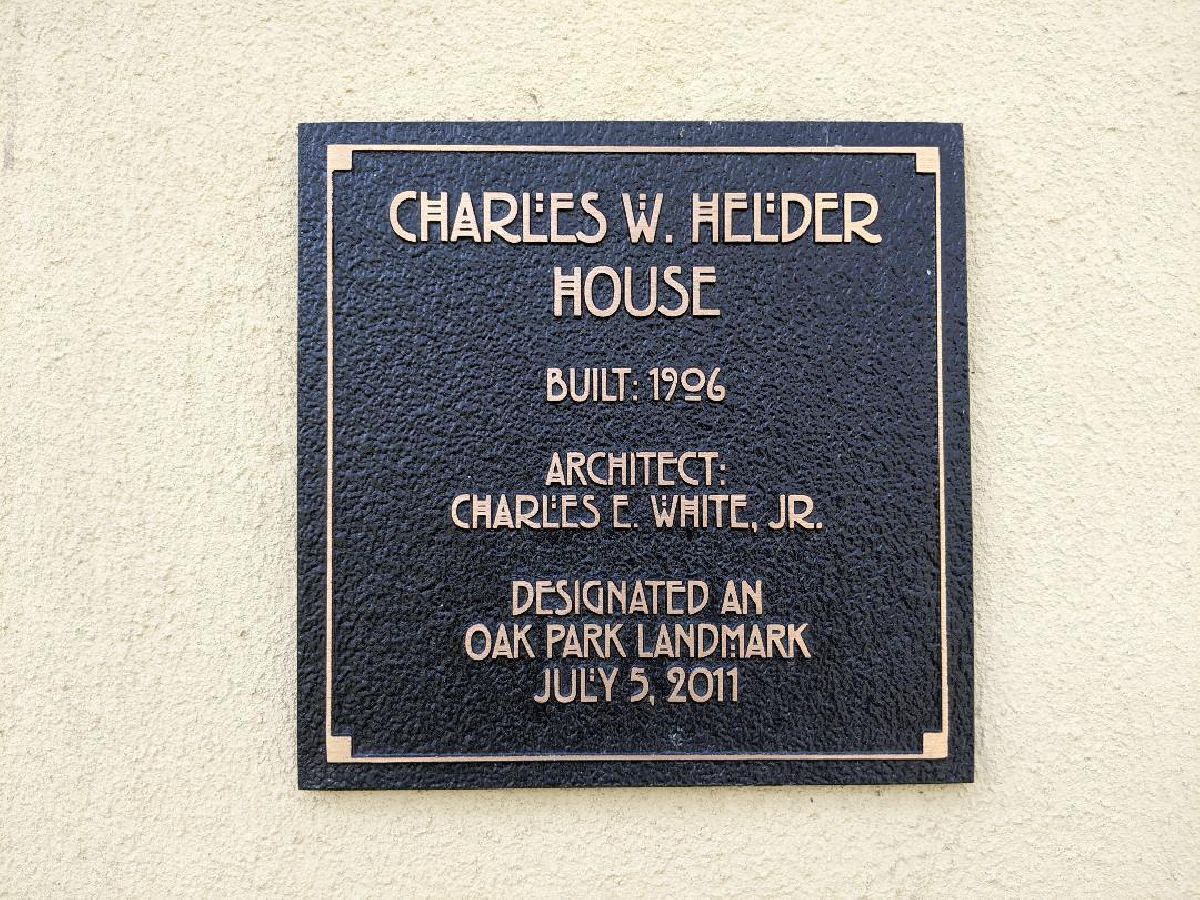 CHARLES W. HELDER
HOUSE
BUILT: 1906
ARCHITECT:
CHARLES E. WHITE, JR.
DESIGNATED AN
OAK PARK LANDMARK
JULY 5, 2011